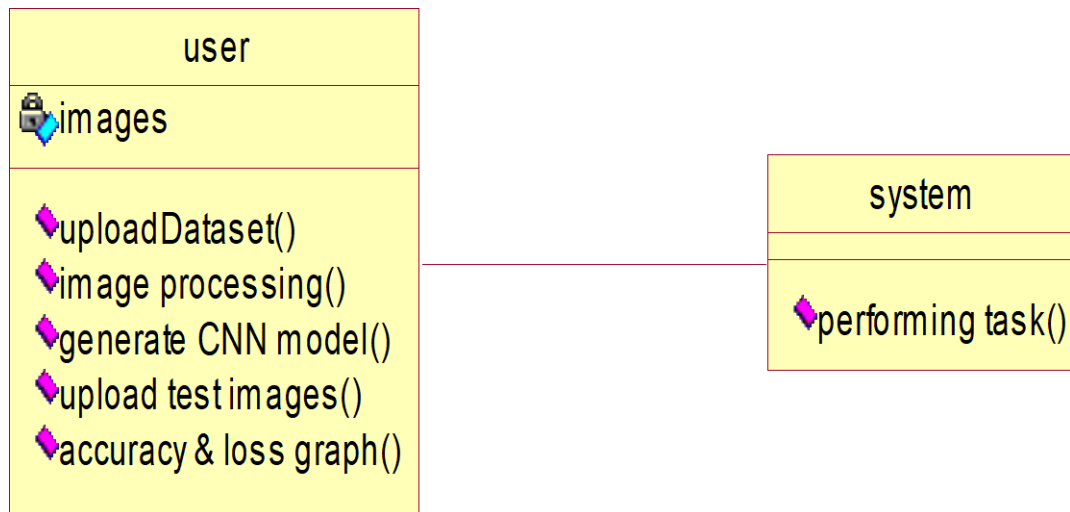 user
images
uploadDataset()
image processing()
generate CNN model()
upload test images()
accuracy & loss graph()
system
performing task()